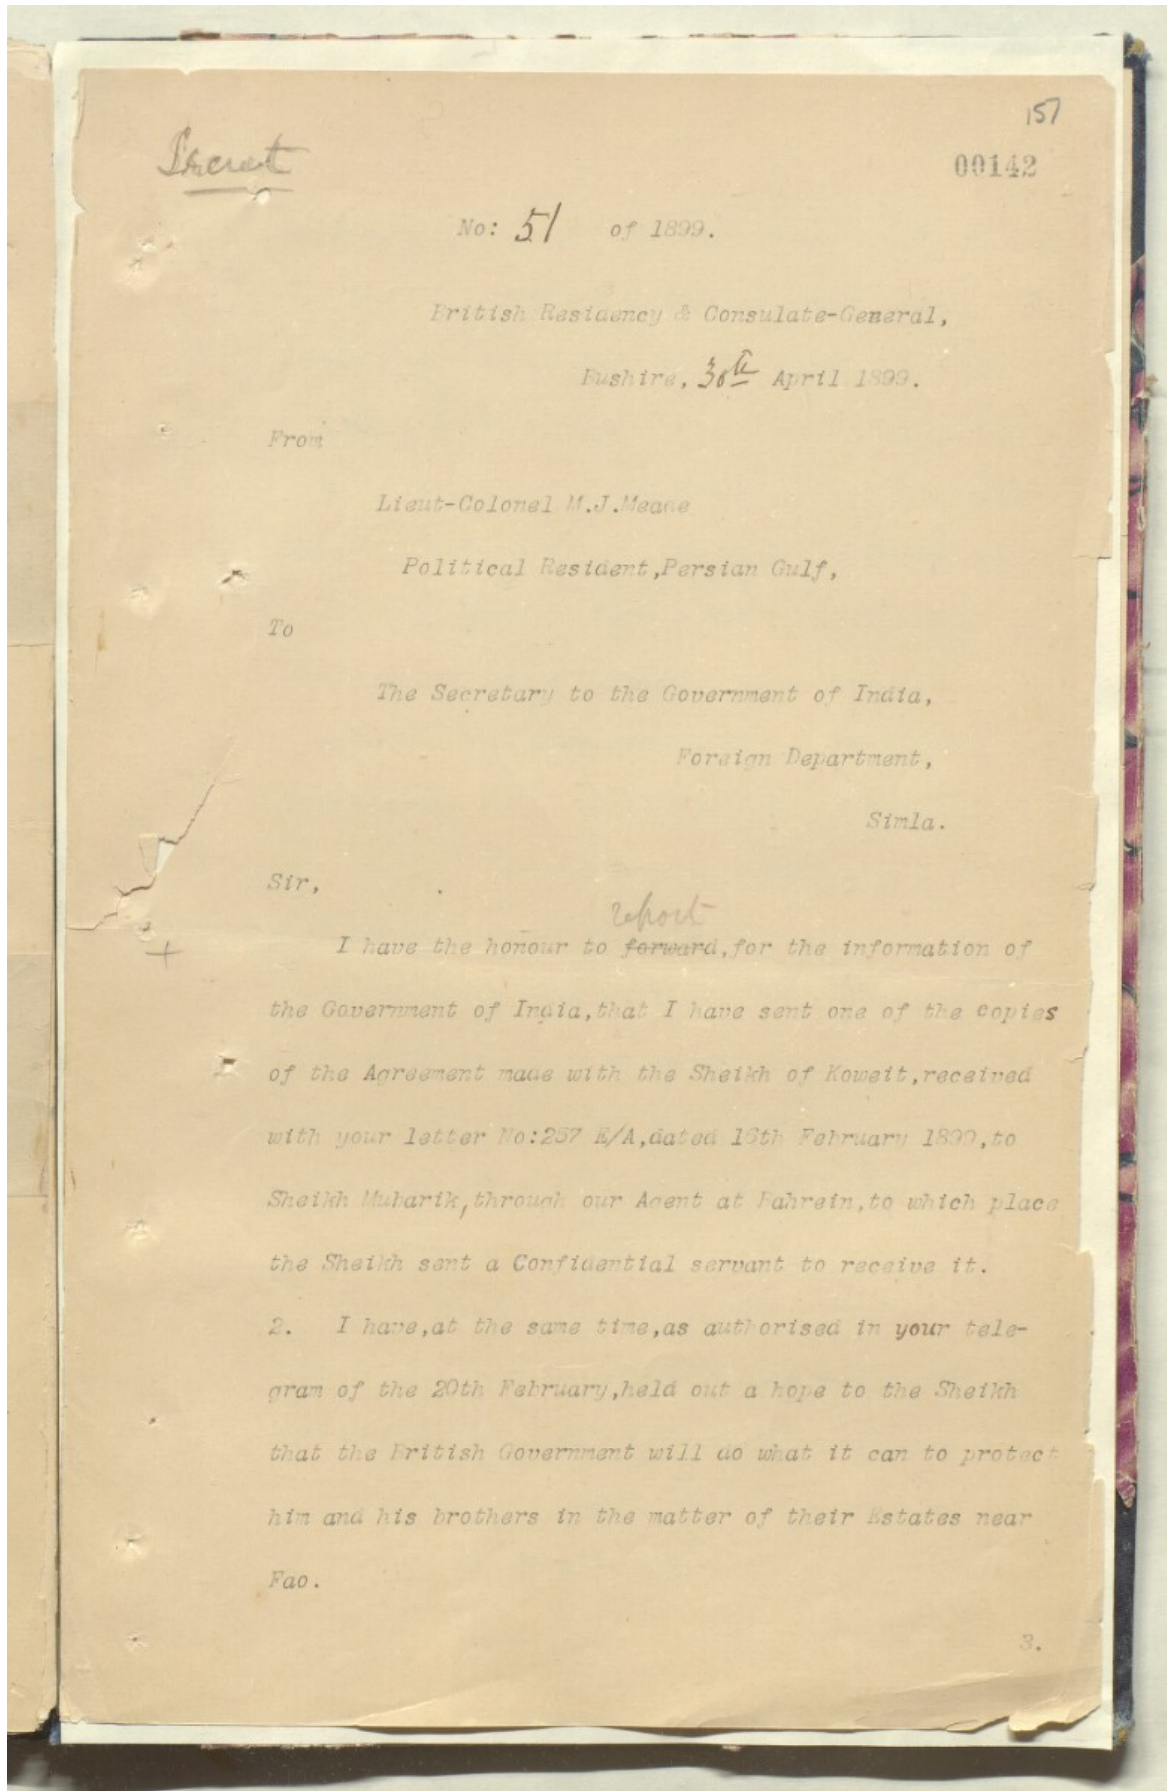 157
Secret
00142
No: 51 of 1899.
British Residency & Consulate-General,
Bushire, 30th April 1899.
From
Lieut-Colonel M.J.Meade
Political Resident,Persian Gulf,
To
The Secretary to the Government of India,
Foreign Department,
Simla.
Sir,
report
I have the honour to forward,for the information of
the Government of India,that I have sent one of the copies
of the Agreement made with the Sheikh of Koweit,received
with your letter No:257 E/A,dated 16th February 1899,to
Sheikh Mubarik,through our Agent at Bahrein,to which place
the Sheikh sent a Confidential servant to receive it.
2. I have,at the same time,as authorised in your tele-
gram of the 20th February,held out a hope to the Sheikh
that the British Government will do what it can to protect
him and his brothers in the matter of their Estates near
Fao.
3.